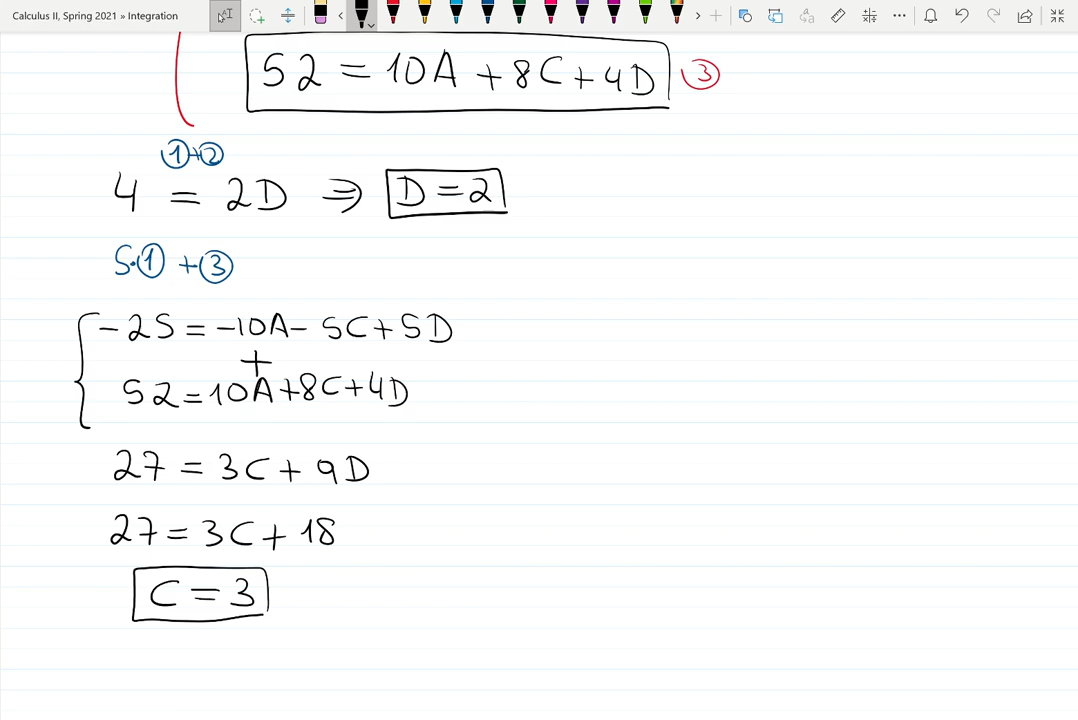 Calculus II, Spring 2021 » Integration
52 = 10A + 8C + 4D ③
①+②
4 = 2D ⇒ D = 2
5·① + ③
-25 = -10A - 5C + 5D
+
52 = 10A + 8C + 4D
27 = 3C + 9D
27 = 3C + 18
C = 3